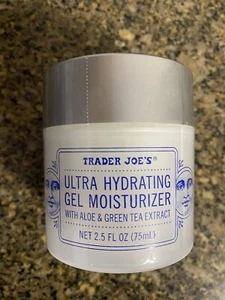 TRADER JOE'S®
ULTRA HYDRATING
GEL MOISTURIZER
WITH ALOE & GREEN TEA EXTRACT
NET 2.5 FL OZ (75mL)